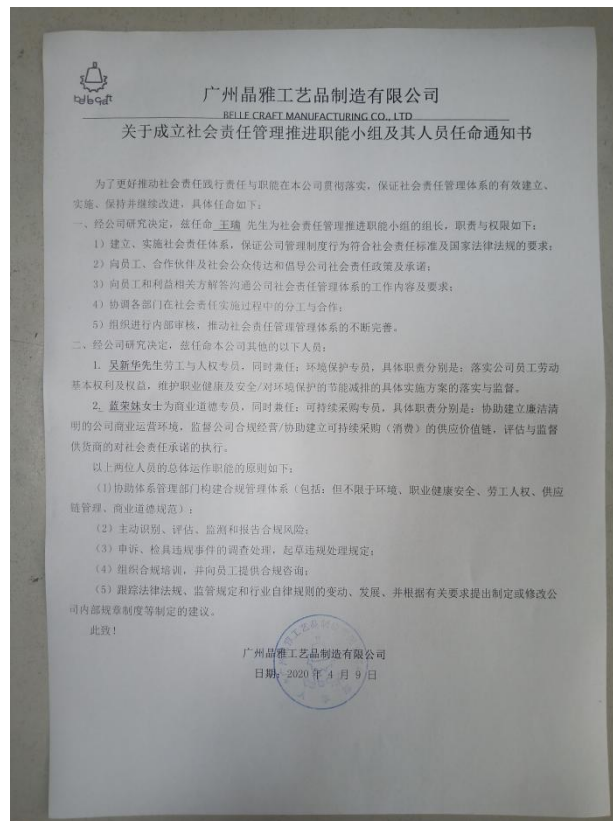 belle craft
广州晶雅工艺品制造有限公司
BELLE CRAFT MANUFACTURING CO., LTD
关于成立社会责任管理推进职能小组及其人员任命通知书
为了更好推动社会责任践行责任与职能在本公司贯彻落实，保证社会责任管理体系的有效建立、
实施、保持并继续改进，具体任命如下：
一、经公司研究决定，兹任命 王瑀 先生为社会责任管理推进职能小组的组长，职责与权限如下：
1）建立、实施社会责任体系，保证公司管理制度行为符合社会责任标准及国家法律法规的要求；
2）向员工、合作伙伴及社会公众传达和倡导公司社会责任政策及承诺；
3）向员工和利益相关方解答沟通公司社会责任管理体系的工作内容及要求；
4）协调各部门在社会责任实施过程中的分工与合作；
5）组织进行内部审核，推动社会责任管理管理体系的不断完善。
二、经公司研究决定，兹任命本公司其他的以下人员：
1. 吴新华先生劳工与人权专员，同时兼任：环境保护专员，具体职责分别是：落实公司员工劳动
基本权利及权益，维护职业健康及安全/对环境保护的节能减排的具体实施方案的落实与监督。
2. 蓝荣妹女士为商业道德专员，同时兼任：可持续采购专员，具体职责分别是：协助建立廉洁清
明的公司商业运营环境，监督公司合规经营/协助建立可持续采购（消费）的供应价值链，评估与监督
供货商的对社会责任承诺的执行。
以上两位人员的总体运作职能的原则如下：
（1)协助体系管理部门构建合规管理体系（包括：但不限于环境、职业健康安全、劳工人权、供应
链管理、商业道德规范）；
（2）主动识别、评估、监测和报告合规风险；
（3）申诉、检具违规事件的调查处理，起草违规处理规定；
（4）组织合规培训，并向员工提供合规咨询；
（5）跟踪法律法规、监管规定和行业自律规则的变动、发展、并根据有关要求提出制定或修改公
司内部规章制度等制定的建议。
此致！
广州晶雅工艺品制造有限公司
日期：2020 年 4 月 9 日